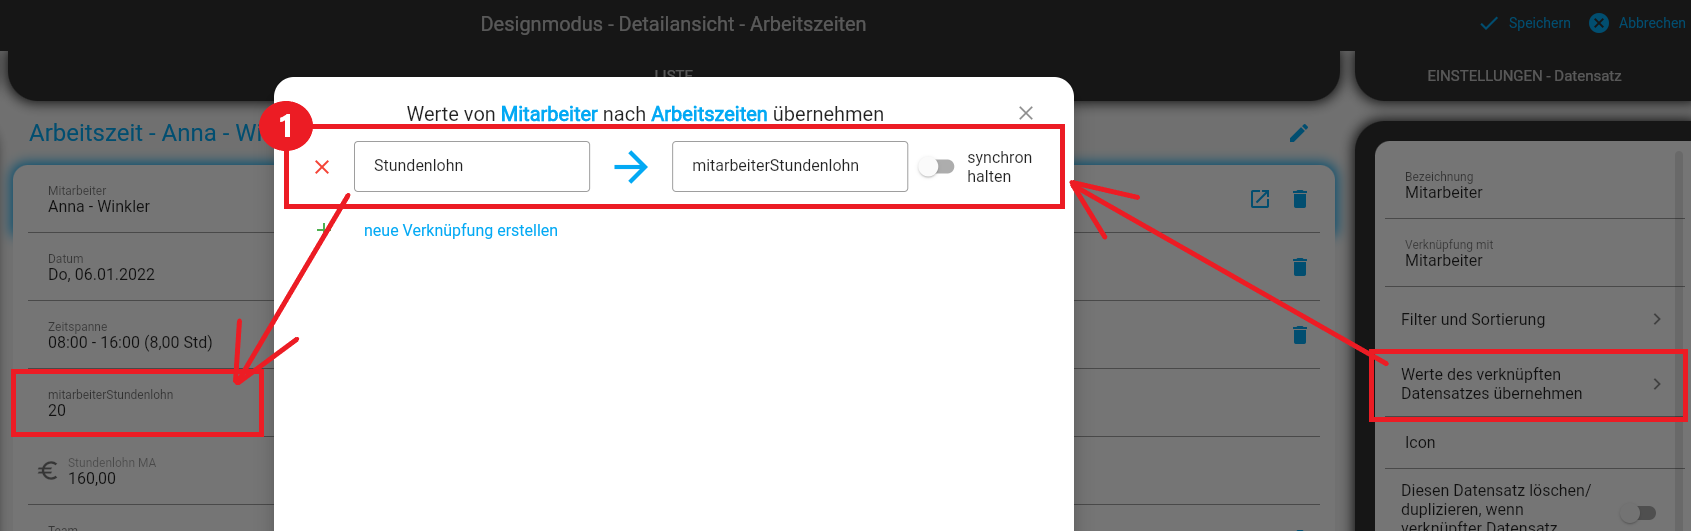 Designmodus - Detailansicht - Arbeitszeiten
Speichern
Abbrechen
LISTE
EINSTELLUNGEN - Datensatz
Werte von Mitarbeiter nach Arbeitszeiten übernehmen
1
Arbeitszeit - Anna - Wi
Stundenlohn
mitarbeiterStundenlohn
synchron
halten
neue Verknüpfung erstellen
Mitarbeiter
Anna - Winkler
Datum
Do, 06.01.2022
Zeitspanne
08:00 - 16:00 (8,00 Std)
mitarbeiterStundenlohn
20
Stundenlohn MA
160,00
Team
Bezeichnung
Mitarbeiter
Verknüpfung mit
Mitarbeiter
Filter und Sortierung
Werte des verknüpften
Datensatzes übernehmen
Icon
Diesen Datensatz löschen/
duplizieren, wenn
verknüpfter Datensatz